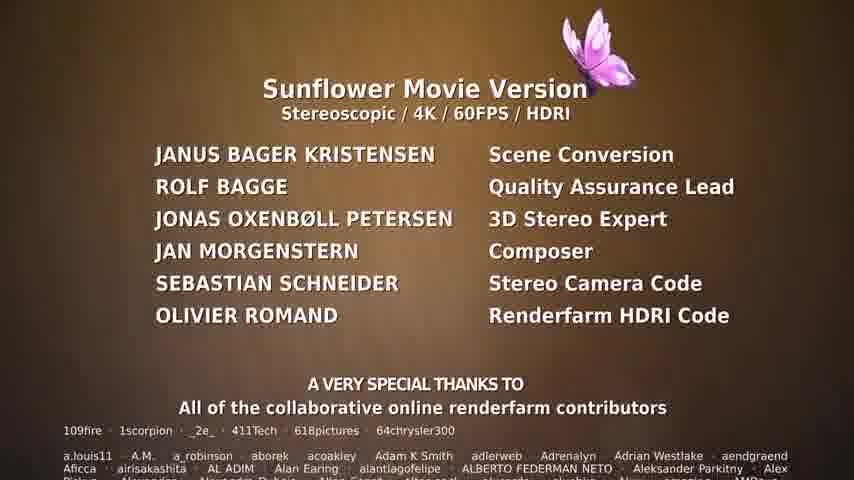 Sunflower Movie Version
Stereoscopic / 4K / 60FPS / HDRI
JANUS BAGER KRISTENSEN Scene Conversion
ROLF BAGGE Quality Assurance Lead
JONAS OXENBØLL PETERSEN 3D Stereo Expert
JAN MORGENSTERN Composer
SEBASTIAN SCHNEIDER Stereo Camera Code
OLIVIER ROMAND Renderfarm HDRI Code
A VERY SPECIAL THANKS TO
All of the collaborative online renderfarm contributors
109fire · 1scorpion · _2e_ · 411Tech · 618pictures · 64chrysler300
a.louis11 · A.M. · a_robinson · aborek · acoakley · Adam K Smith · adlerweb · Adrenalyn · Adrian Westlake · aendgraend
Aficca · airisakashita · AL ADIM · Alan Earing · alantiagofelipe · ALBERTO FEDERMAN NETO · Aleksander Parkitny · Alex